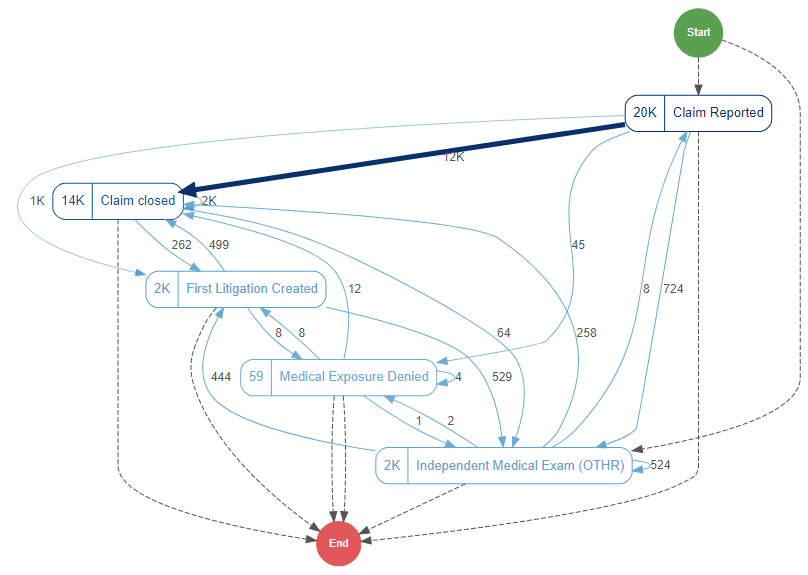 Start
20K Claim Reported
12K
1K
14K Claim closed
2K
262
499
45
2K First Litigation Created
12
8
724
8
8
64
258
59 Medical Exposure Denied
444
4
529
1
2
2K Independent Medical Exam (OTHR)
524
End